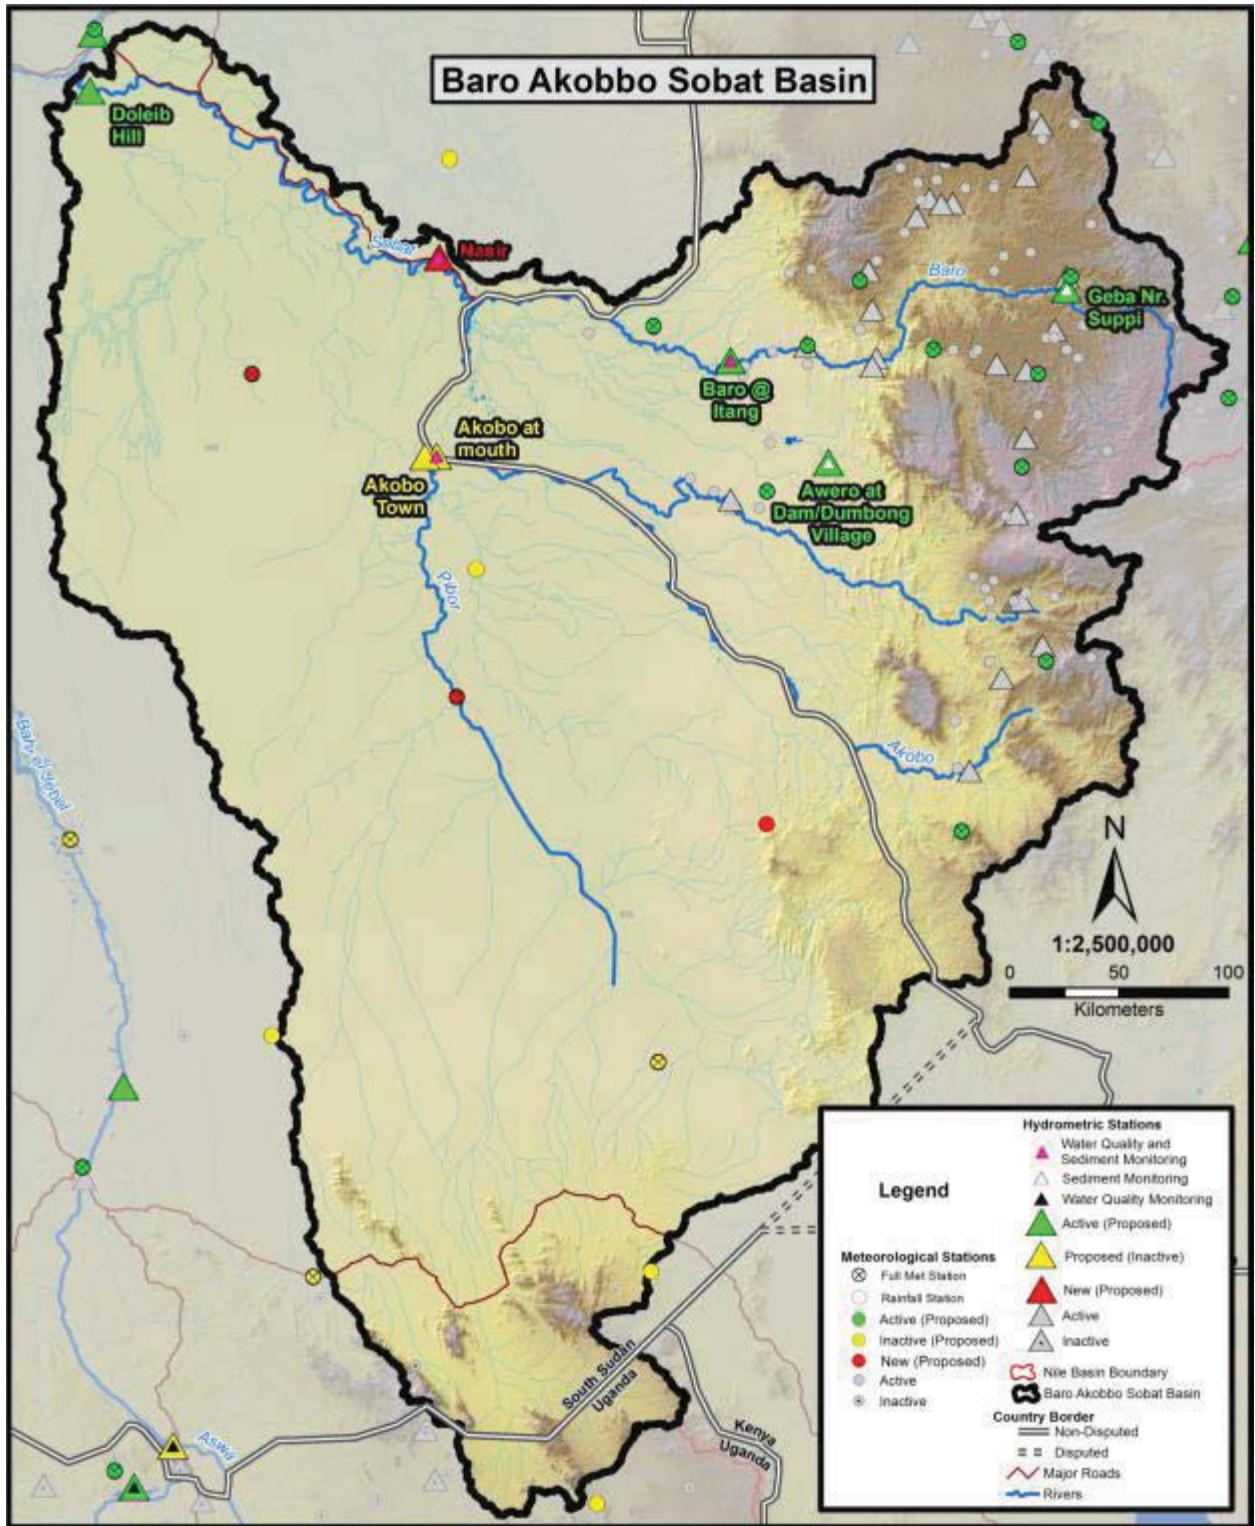 Baro Akobbo Sobat Basin
Doleib
Hill
Sobat
Nasir
Baro
Geba Nr.
Suppi
Baro @
Itang
Akobo at
mouth
Akobo
Town
Awero at
Dam/Dumbong
Village
Pibor
Akobo
Bahr el Jebel
N
1:2,500,000
0 50 100
Kilometers
South Sudan
Uganda
Kenya
Uganda
Aswa
Legend
Meteorological Stations
Full Met Station
Rainfall Station
Active (Proposed)
Inactive (Proposed)
New (Proposed)
Active
Inactive
Hydrometric Stations
Water Quality and
Sediment Monitoring
Sediment Monitoring
Water Quality Monitoring
Active (Proposed)
Proposed (Inactive)
New (Proposed)
Active
Inactive
Nile Basin Boundary
Baro Akobbo Sobat Basin
Country Border
Non-Disputed
Disputed
Major Roads
Rivers